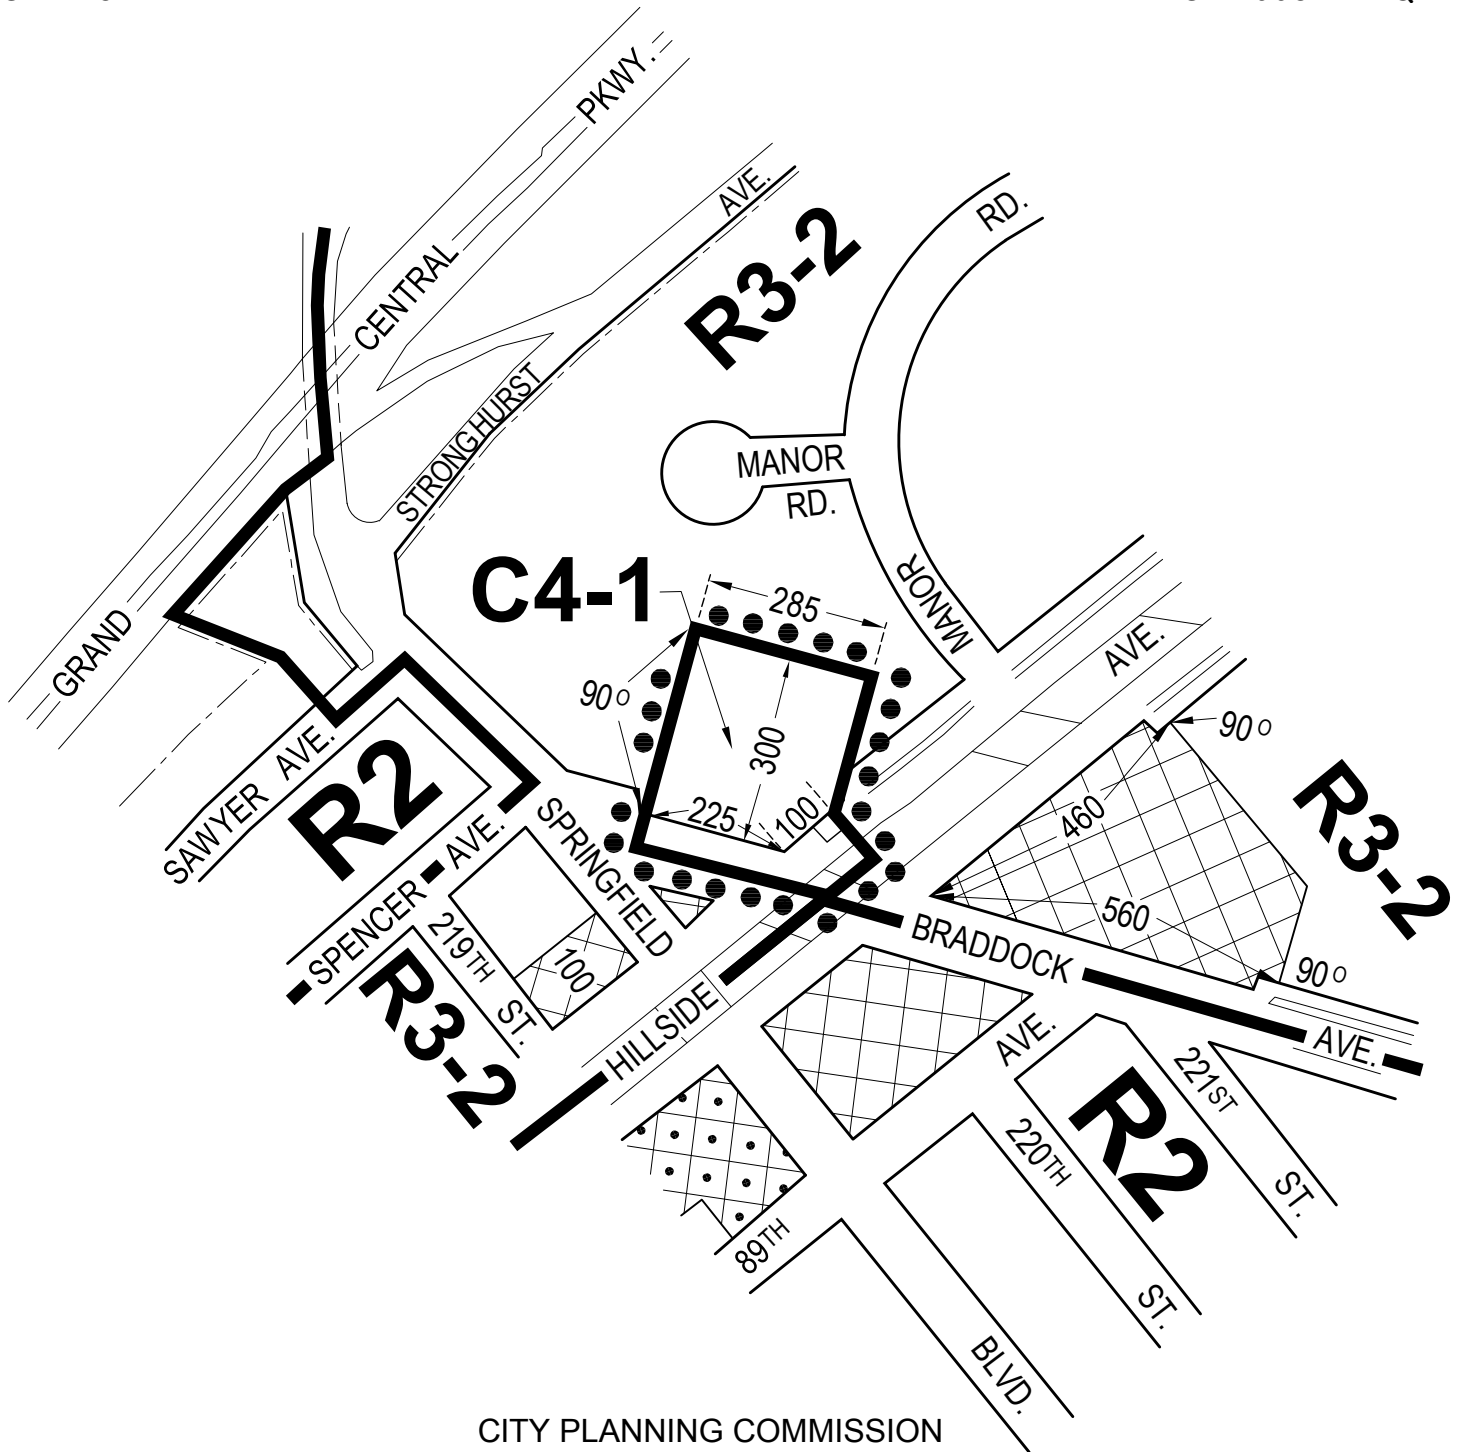 GRAND CENTRAL PKWY.
STRONGHURST AVE.
R3-2
MANOR RD.
MANOR
RD.
C4-1
285
90°
300
225
100
SAWYER AVE.
R2
SPENCER AVE.
SPRINGFIELD
219TH ST.
100
R3-2
HILLSIDE AVE.
460
560
90°
90°
R3-2
BRADDOCK AVE.
AVE.
R2
221ST ST.
220TH ST.
89TH
BLVD.
CITY PLANNING COMMISSION